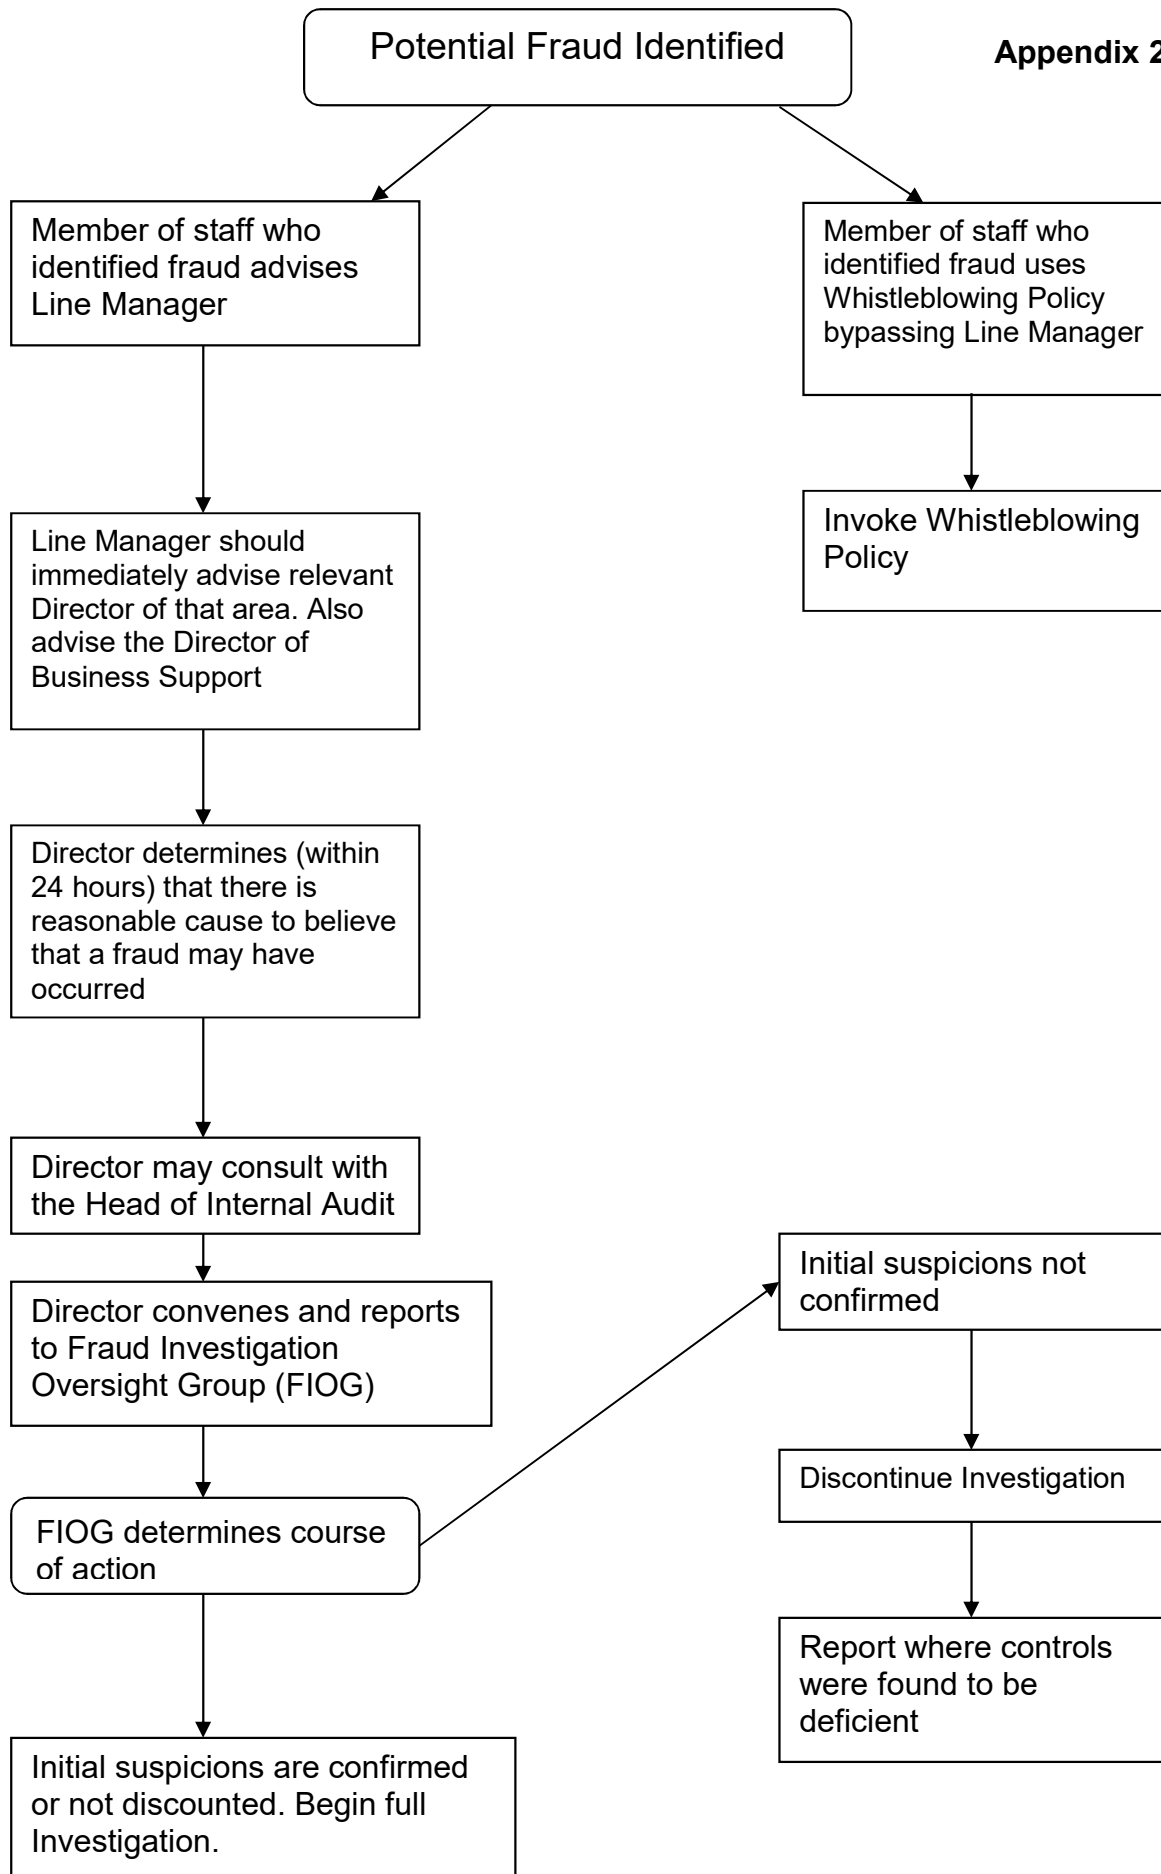 Potential Fraud Identified
Appendix 2
Member of staff who
identified fraud advises
Line Manager
Member of staff who
identified fraud uses
Whistleblowing Policy
bypassing Line Manager
Line Manager should
immediately advise relevant
Director of that area. Also
advise the Director of
Business Support
Invoke Whistleblowing
Policy
Director determines (within
24 hours) that there is
reasonable cause to believe
that a fraud may have
occurred
Director may consult with
the Head of Internal Audit
Director convenes and reports
to Fraud Investigation
Oversight Group (FIOG)
Initial suspicions not
confirmed
FIOG determines course
of action
Discontinue Investigation
Report where controls
were found to be
deficient
Initial suspicions are confirmed
or not discounted. Begin full
Investigation.